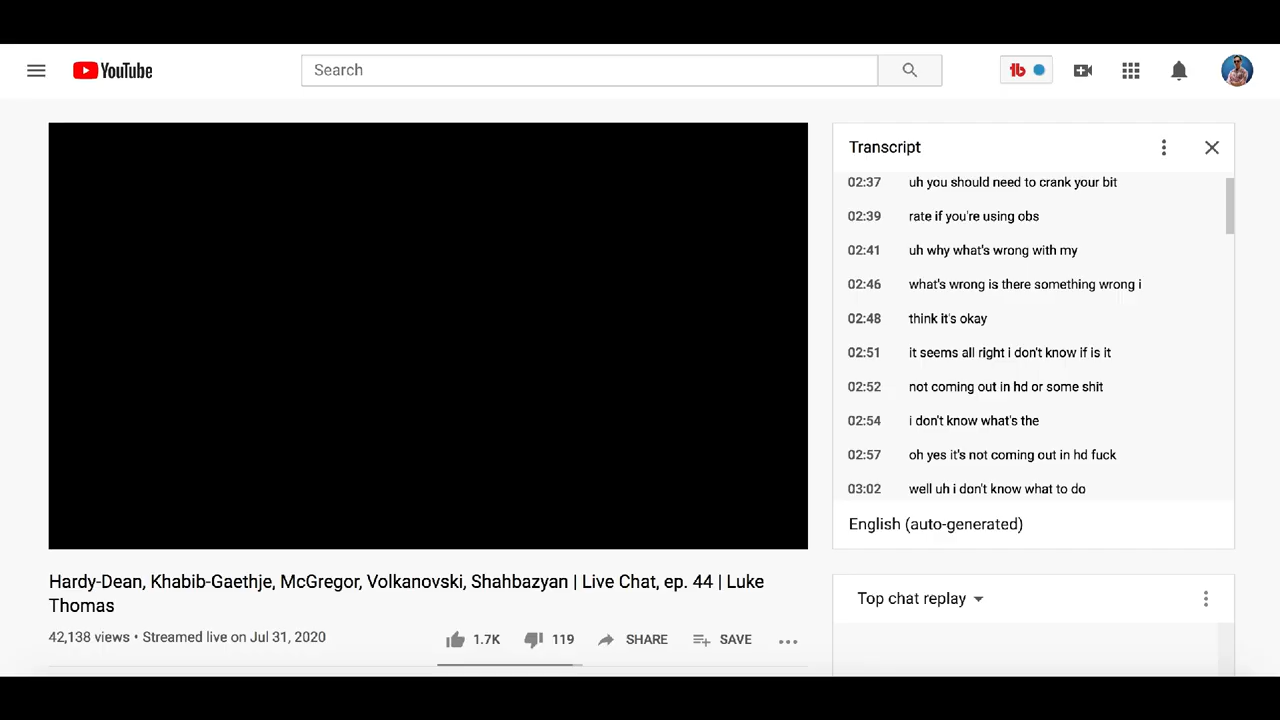 YouTube
Search
Transcript
02:37 uh you should need to crank your bit
02:39 rate if you're using obs
02:41 uh why what's wrong with my
02:46 what's wrong is there something wrong i
02:48 think it's okay
02:51 it seems all right i don't know if is it
02:52 not coming out in hd or some shit
02:54 i don't know what's the
02:57 oh yes it's not coming out in hd fuck
03:02 well uh i don't know what to do
English (auto-generated)
Hardy-Dean, Khabib-Gaethje, McGregor, Volkanovski, Shahbazyan | Live Chat, ep. 44 | Luke
Thomas
42,138 views • Streamed live on Jul 31, 2020
1.7K 119 SHARE SAVE
Top chat replay